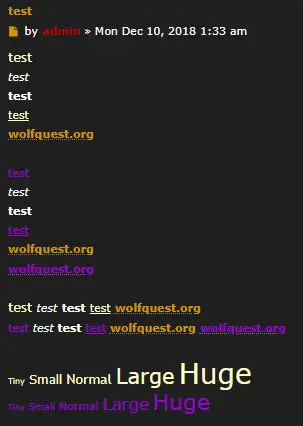 test
by admin » Mon Dec 10, 2018 1:33 am
test
test
test
test
wolfquest.org
test
test
test
test
wolfquest.org
wolfquest.org
test test test test wolfquest.org
test test test test wolfquest.org wolfquest.org
Tiny Small Normal Large Huge
Tiny Small Normal Large Huge